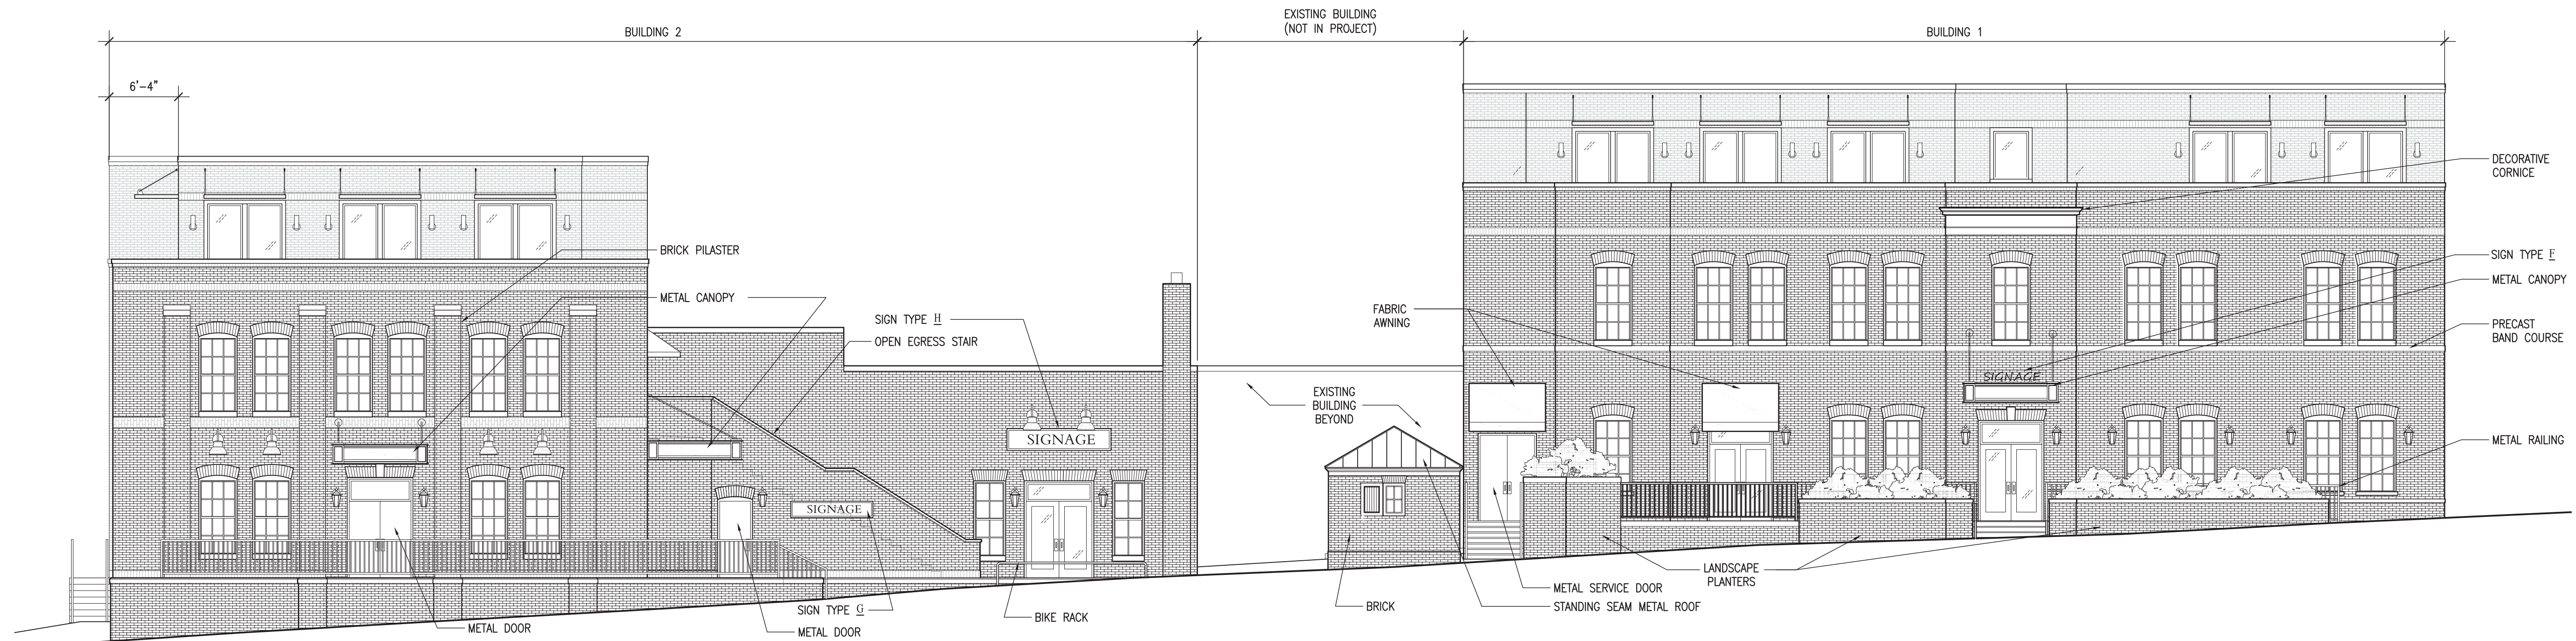 EXISTING BUILDING
(NOT IN PROJECT)
BUILDING 2
BUILDING 1
6'-4"
DECORATIVE
CORNICE
BRICK PILASTER
SIGN TYPE F
METAL CANOPY
METAL CANOPY
FABRIC
AWNING
SIGN TYPE H
OPEN EGRESS STAIR
PRECAST
BAND COURSE
SIGNAGE
EXISTING
BUILDING
BEYOND
SIGNAGE
METAL RAILING
SIGNAGE
LANDSCAPE
PLANTERS
METAL SERVICE DOOR
SIGN TYPE G
BRICK
STANDING SEAM METAL ROOF
BIKE RACK
METAL DOOR
METAL DOOR